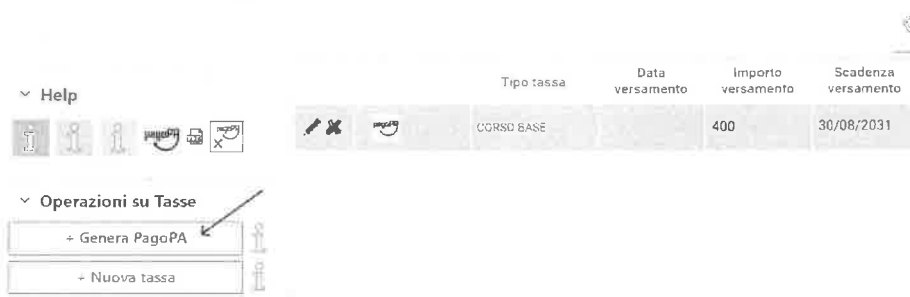 Help
Operazioni su Tasse
+ Genera PagoPA
+ Nuova tassa
Tipo tassa
Data versamento
Importo versamento
Scadenza versamento
CORSO BASE
400
30/08/2031